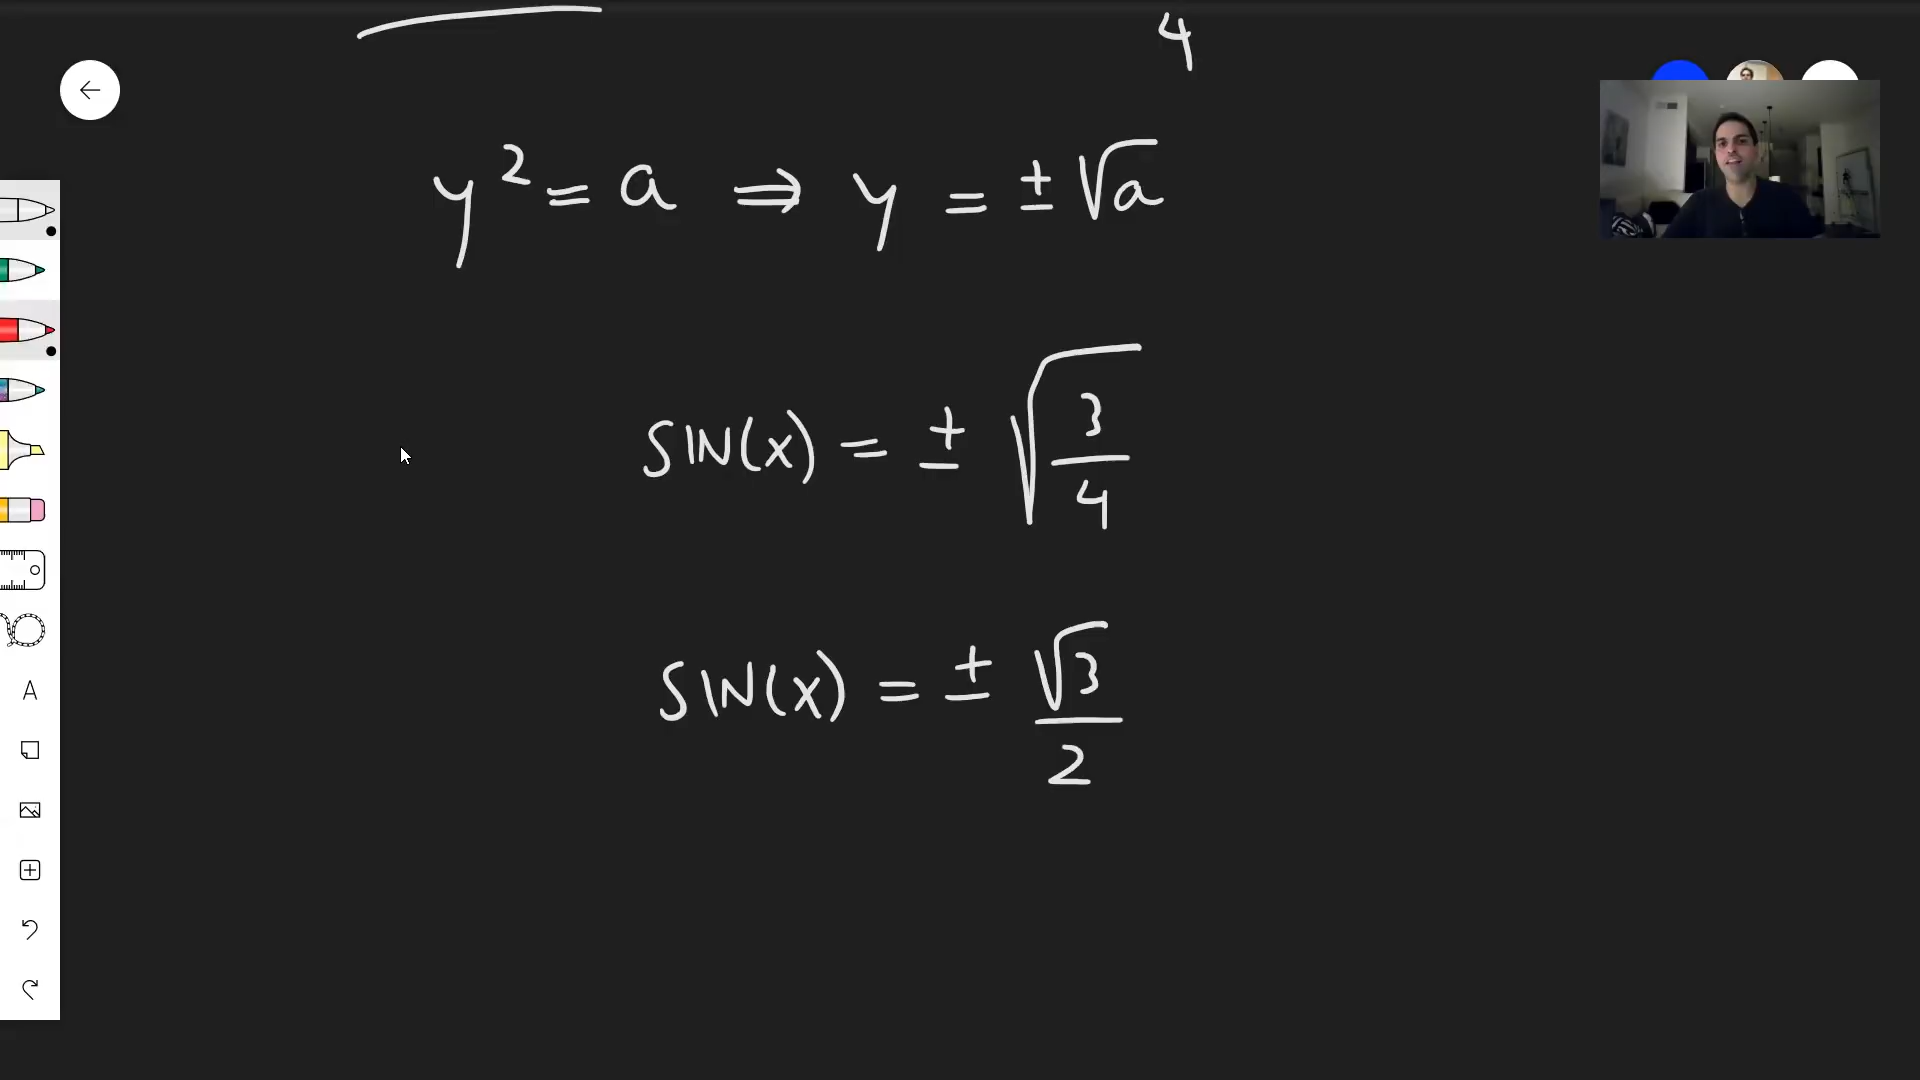 4
y² = a ⇒ y = ± √a
SIN(x) = ± √(3/4)
SIN(x) = ± √3/2
A